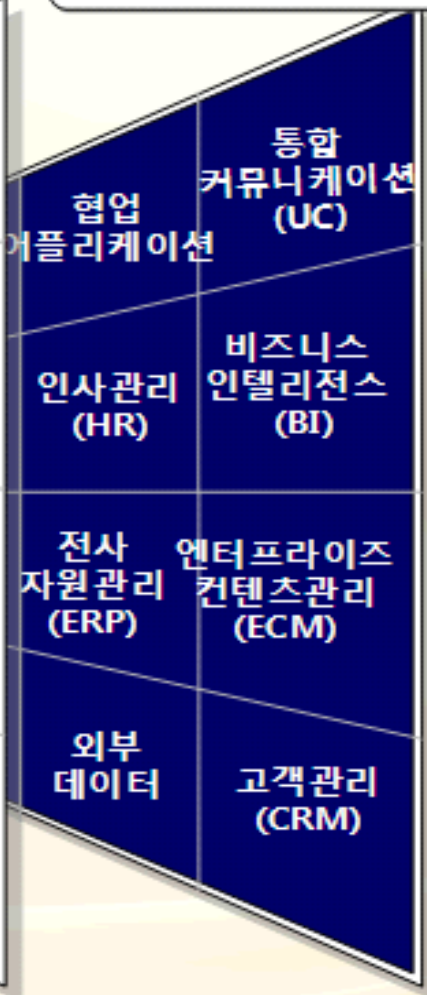 협업
어플리케이션
통합
커뮤니케이션
(UC)
인사관리
(HR)
비즈니스
인텔리전스
(BI)
전사
자원관리
(ERP)
엔터프라이즈
컨텐츠관리
(ECM)
외부
데이터
고객관리
(CRM)